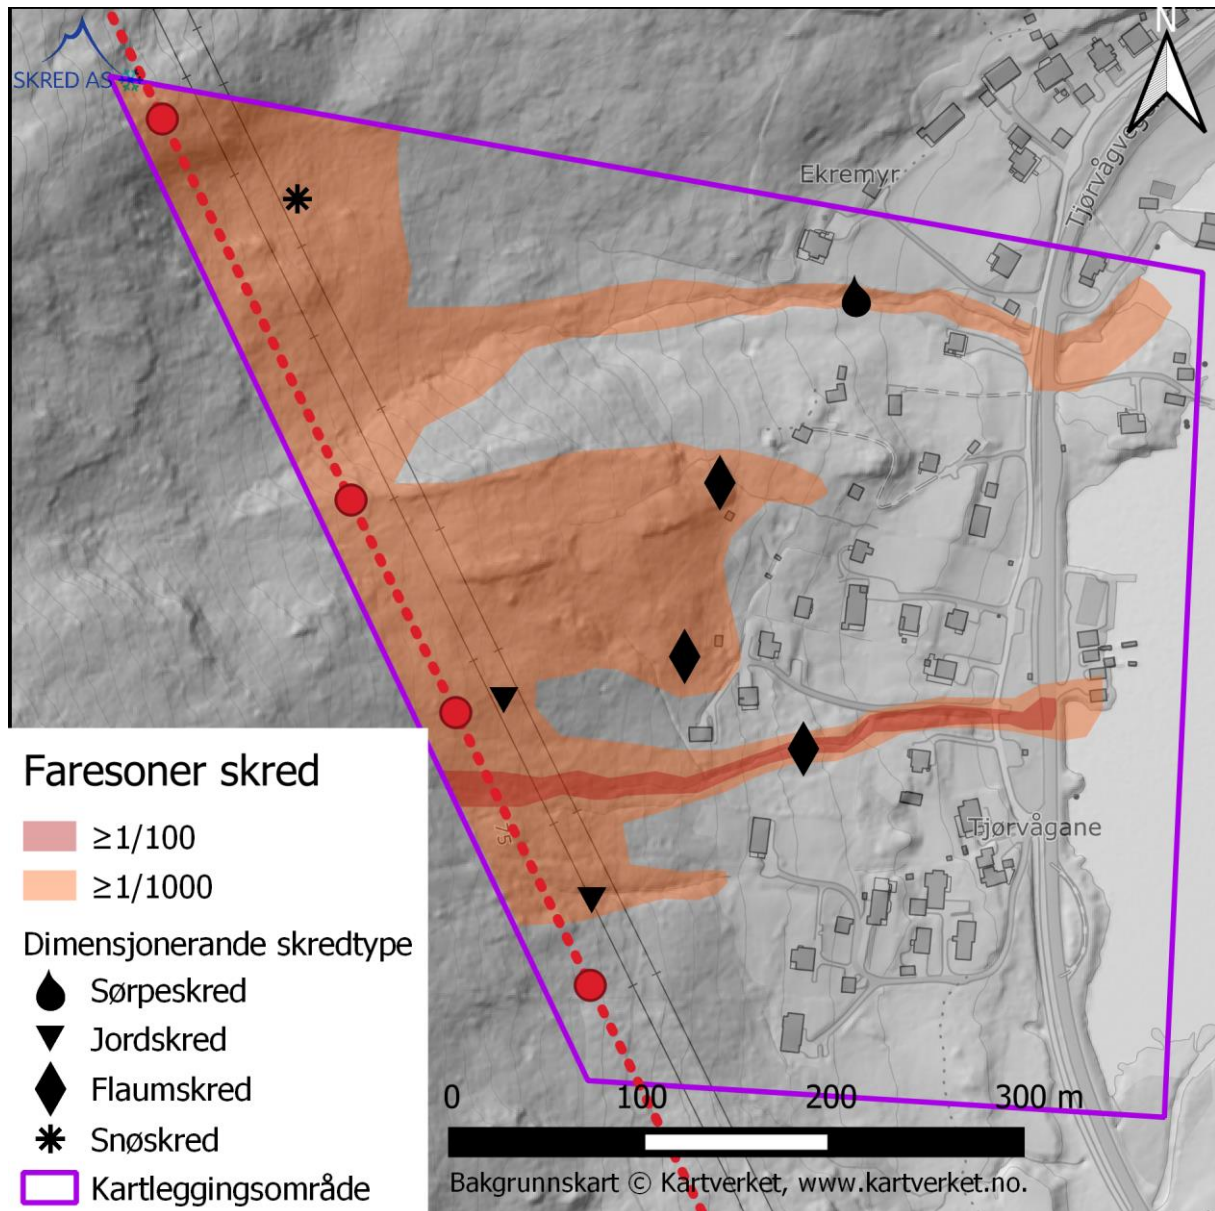 N
SKRED AS
Ekremyr
Tjørvågveg
Tjørvågane
75
Faresoner skred
≥1/100
≥1/1000
Dimensjonerande skredtype
Sørpeskred
Jordskred
Flaumskred
Snøskred
Kartleggingsområde
0 100 200 300 m
Bakgrunnskart © Kartverket, www.kartverket.no.